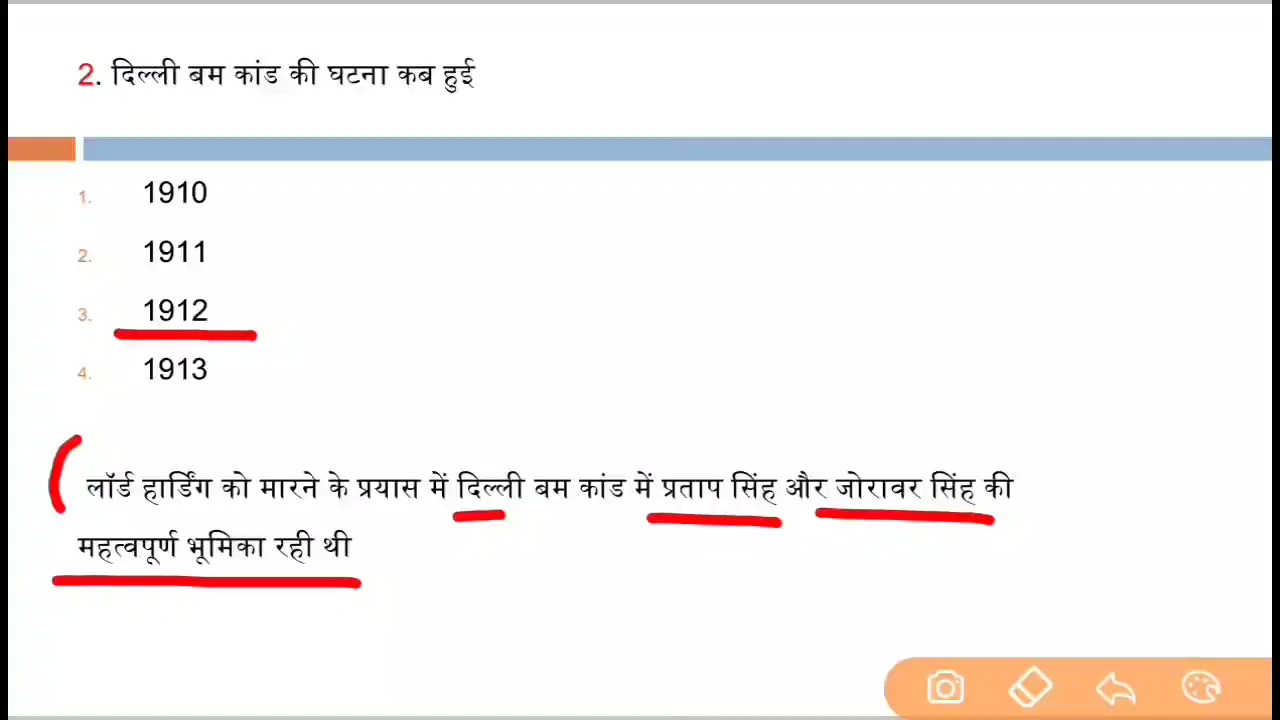 2. दिल्ली बम कांड की घटना कब हुई
1. 1910
2. 1911
3. 1912
4. 1913
लॉर्ड हार्डिंग को मारने के प्रयास में दिल्ली बम कांड में प्रताप सिंह और जोरावर सिंह की
महत्वपूर्ण भूमिका रही थी